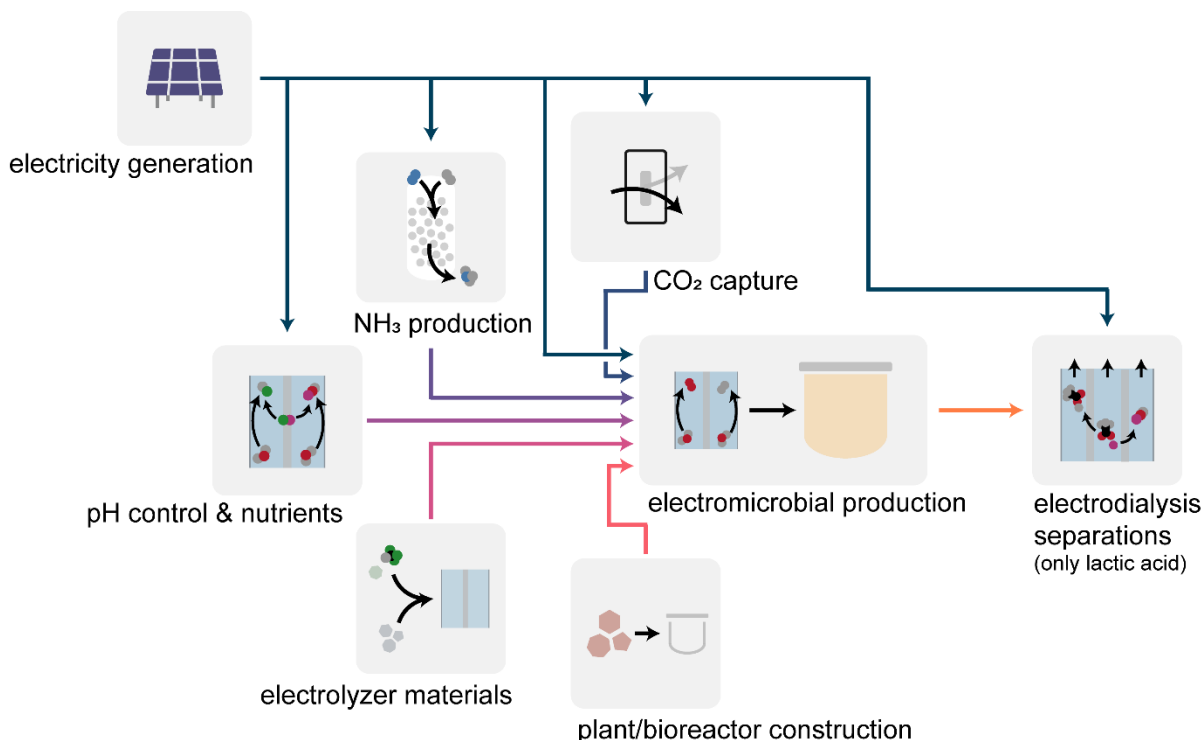 electricity generation
NH₃ production
CO₂ capture
pH control & nutrients
electromicrobial production
electrodialysis
separations
(only lactic acid)
electrolyzer materials
plant/bioreactor construction